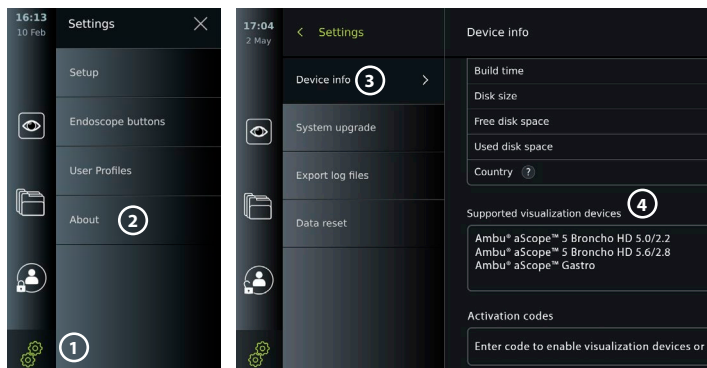 16:13
10 Feb
Settings
Setup
Endoscope buttons
User Profiles
About
2
1
17:04
2 May
Settings
Device info
3
System upgrade
Export log files
Data reset
Device info
Build time
Disk size
Free disk space
Used disk space
Country ?
4
Supported visualization devices
Ambu® aScope™ 5 Broncho HD 5.0/2.2
Ambu® aScope™ 5 Broncho HD 5.6/2.8
Ambu® aScope™ Gastro
Activation codes
Enter code to enable visualization devices or